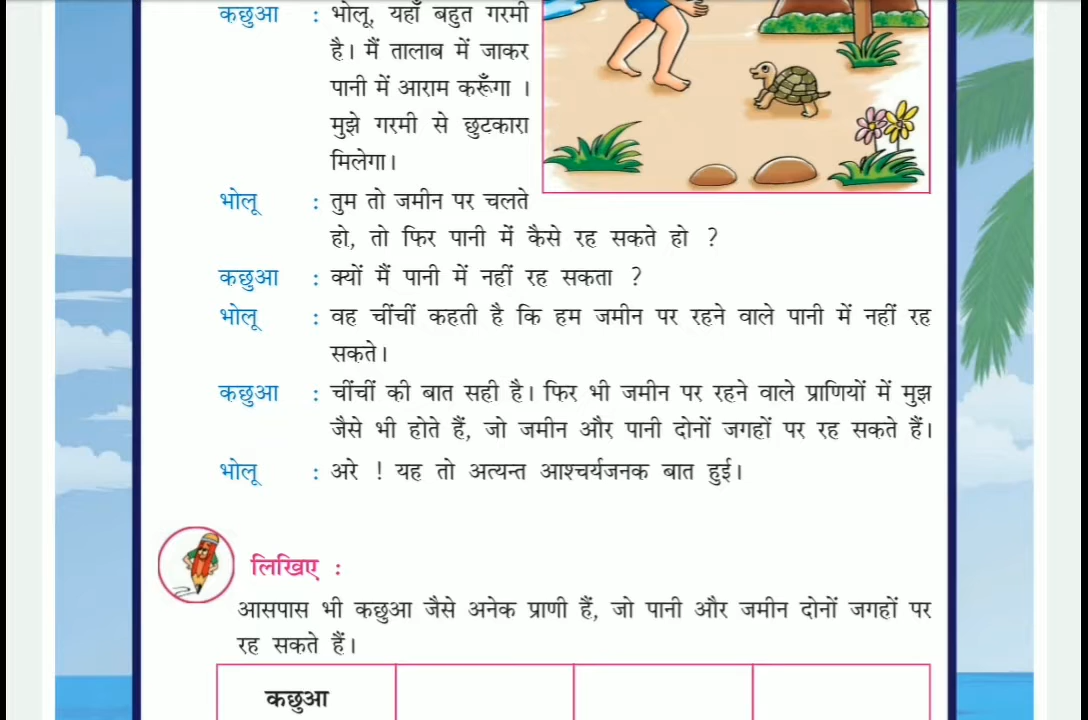 कछुआ : भोलू, यहाँ बहुत गरमी
है। मैं तालाब में जाकर
पानी में आराम करूँगा ।
मुझे गरमी से छुटकारा
मिलेगा।
भोलू : तुम तो जमीन पर चलते
हो, तो फिर पानी में कैसे रह सकते हो ?
कछुआ : क्यों मैं पानी में नहीं रह सकता ?
भोलू : वह चींचीं कहती है कि हम जमीन पर रहने वाले पानी में नहीं रह
सकते।
कछुआ : चींचीं की बात सही है। फिर भी जमीन पर रहने वाले प्राणियों में मुझ
जैसे भी होते हैं, जो जमीन और पानी दोनों जगहों पर रह सकते हैं।
भोलू : अरे ! यह तो अत्यन्त आश्चर्यजनक बात हुई।
लिखिए :
आसपास भी कछुआ जैसे अनेक प्राणी हैं, जो पानी और जमीन दोनों जगहों पर
रह सकते हैं।
कछुआ